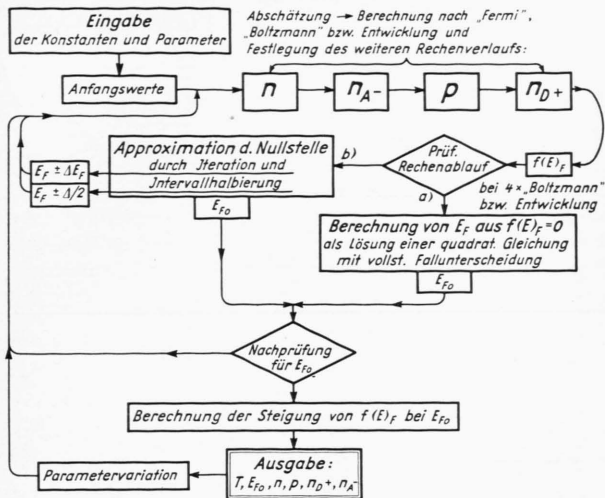 Eingabe
der Konstanten und Parameter
Abschätzung → Berechnung nach „Fermi",
„Boltzmann" bzw. Entwicklung und
Festlegung des weiteren Rechenverlaufs:
Anfangswerte
n
n_A-
p
n_D+
Approximation d. Nullstelle
durch Iteration und
Intervallhalbierung
E_F ± ΔE_F
E_F ± Δ/2
E_Fo
b)
Prüf.
Rechenablauf
a)
f(E)_F
bei 4x „Boltzmann"
bzw. Entwicklung
Berechnung von E_F aus f(E)_F=0
als Lösung einer quadrat. Gleichung
mit vollst. Fallunterscheidung
E_Fo
Nachprüfung
für E_Fo
Berechnung der Steigung von f(E)_F bei E_Fo
Parametervariation
Ausgabe:
T, E_Fo, n, p, n_D+, n_A-